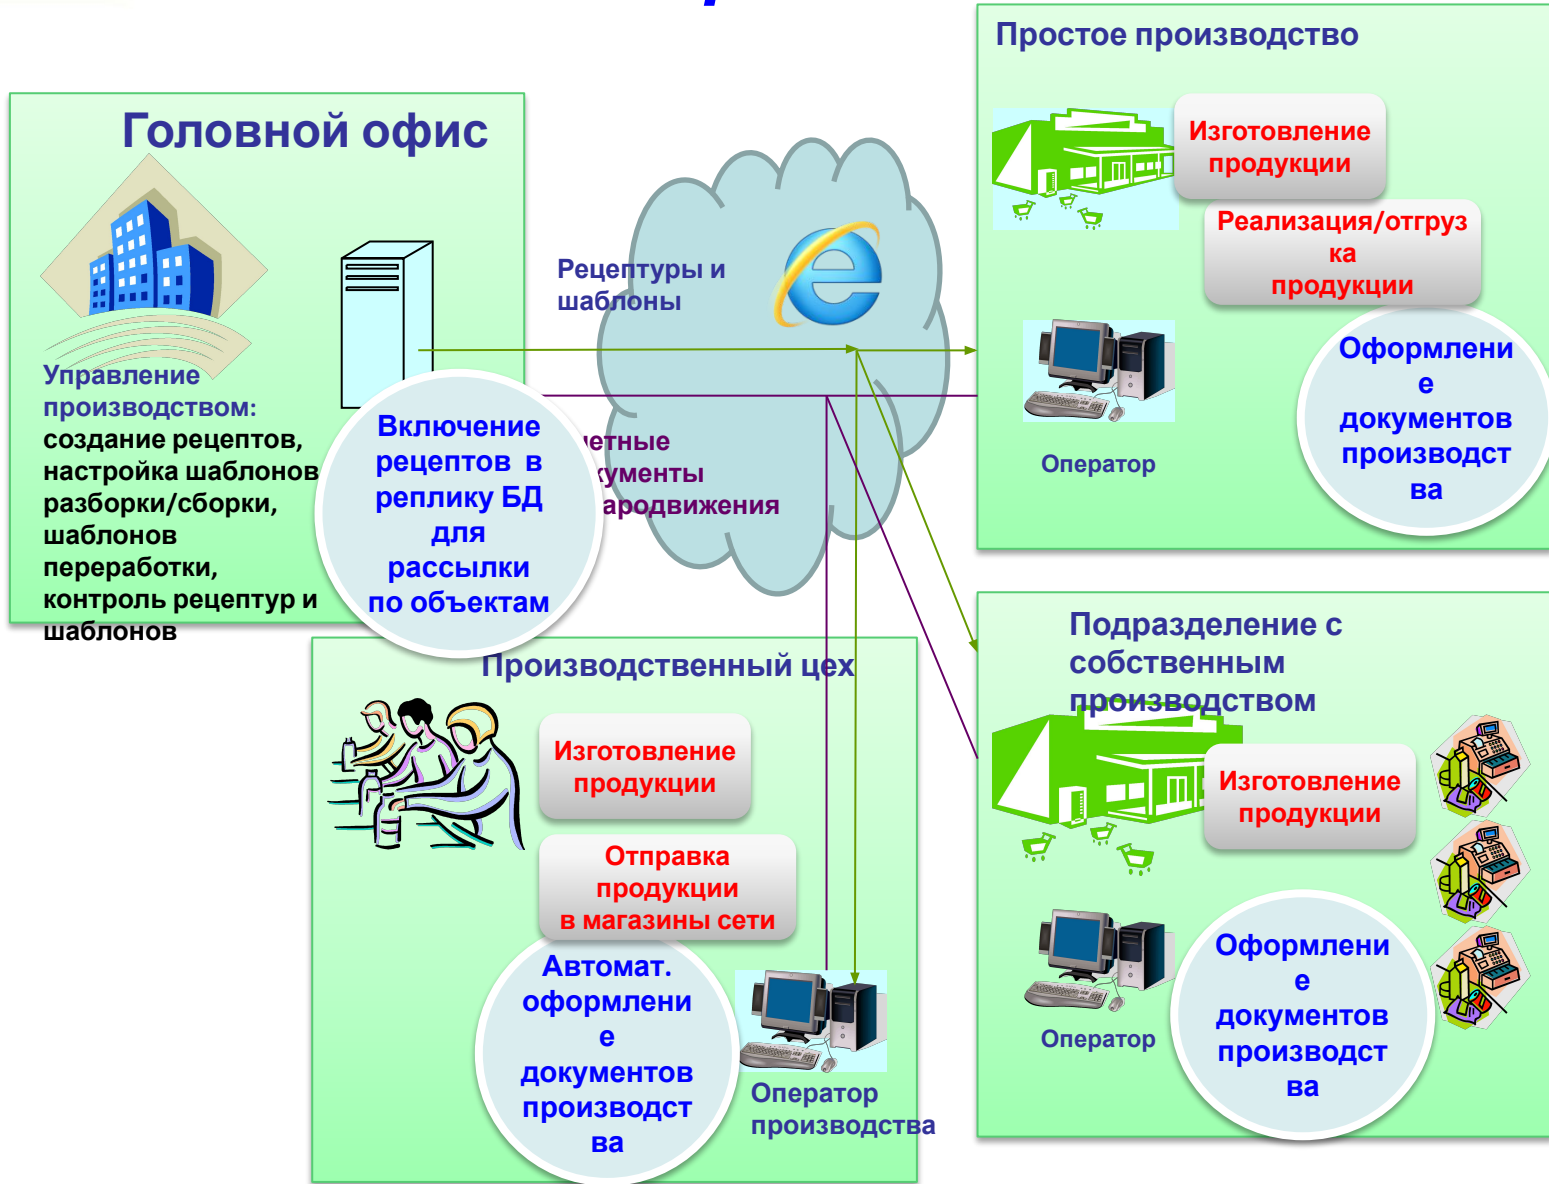 Простое производство
Головной офис
Изготовление
продукции
Реализация/отгруз
ка
продукции
Рецептуры и
шаблоны
Оформлени
е
документов
производст
ва
Оператор
Управление
производством:
создание рецептов,
настройка шаблонов
разборки/сборки,
шаблонов
переработки,
контроль рецептур и
шаблонов
Включение
рецептов в
реплику БД
для
рассылки
по объектам
четные
кументы
ародвижения
Производственный цех
Изготовление
продукции
Отправка
продукции
в магазины сети
Автомат.
оформлени
е
документов
производст
ва
Оператор
производства
Подразделение с
собственным
производством
Изготовление
продукции
Оформлени
е
документов
производст
ва
Оператор